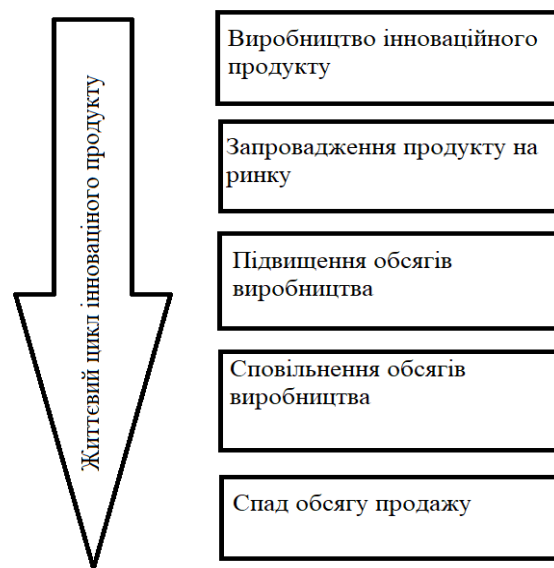 Життєвий цикл інноваціного продукту
Виробництво інноваційного
продукту
Запровадження продукту на
ринку
Підвищення обсягів
виробництва
Сповільнення обсягів
виробництва
Спад обсягу продажу